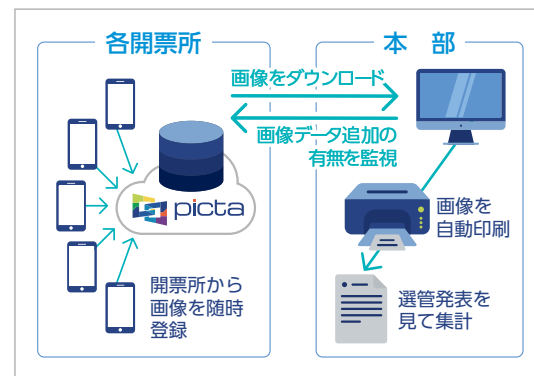 各開票所
本 部
画像をダウンロード
画像データ追加の
有無を監視
picta
画像を
自動印刷
開票所から
画像を随時
登録
選管発表を
見て集計